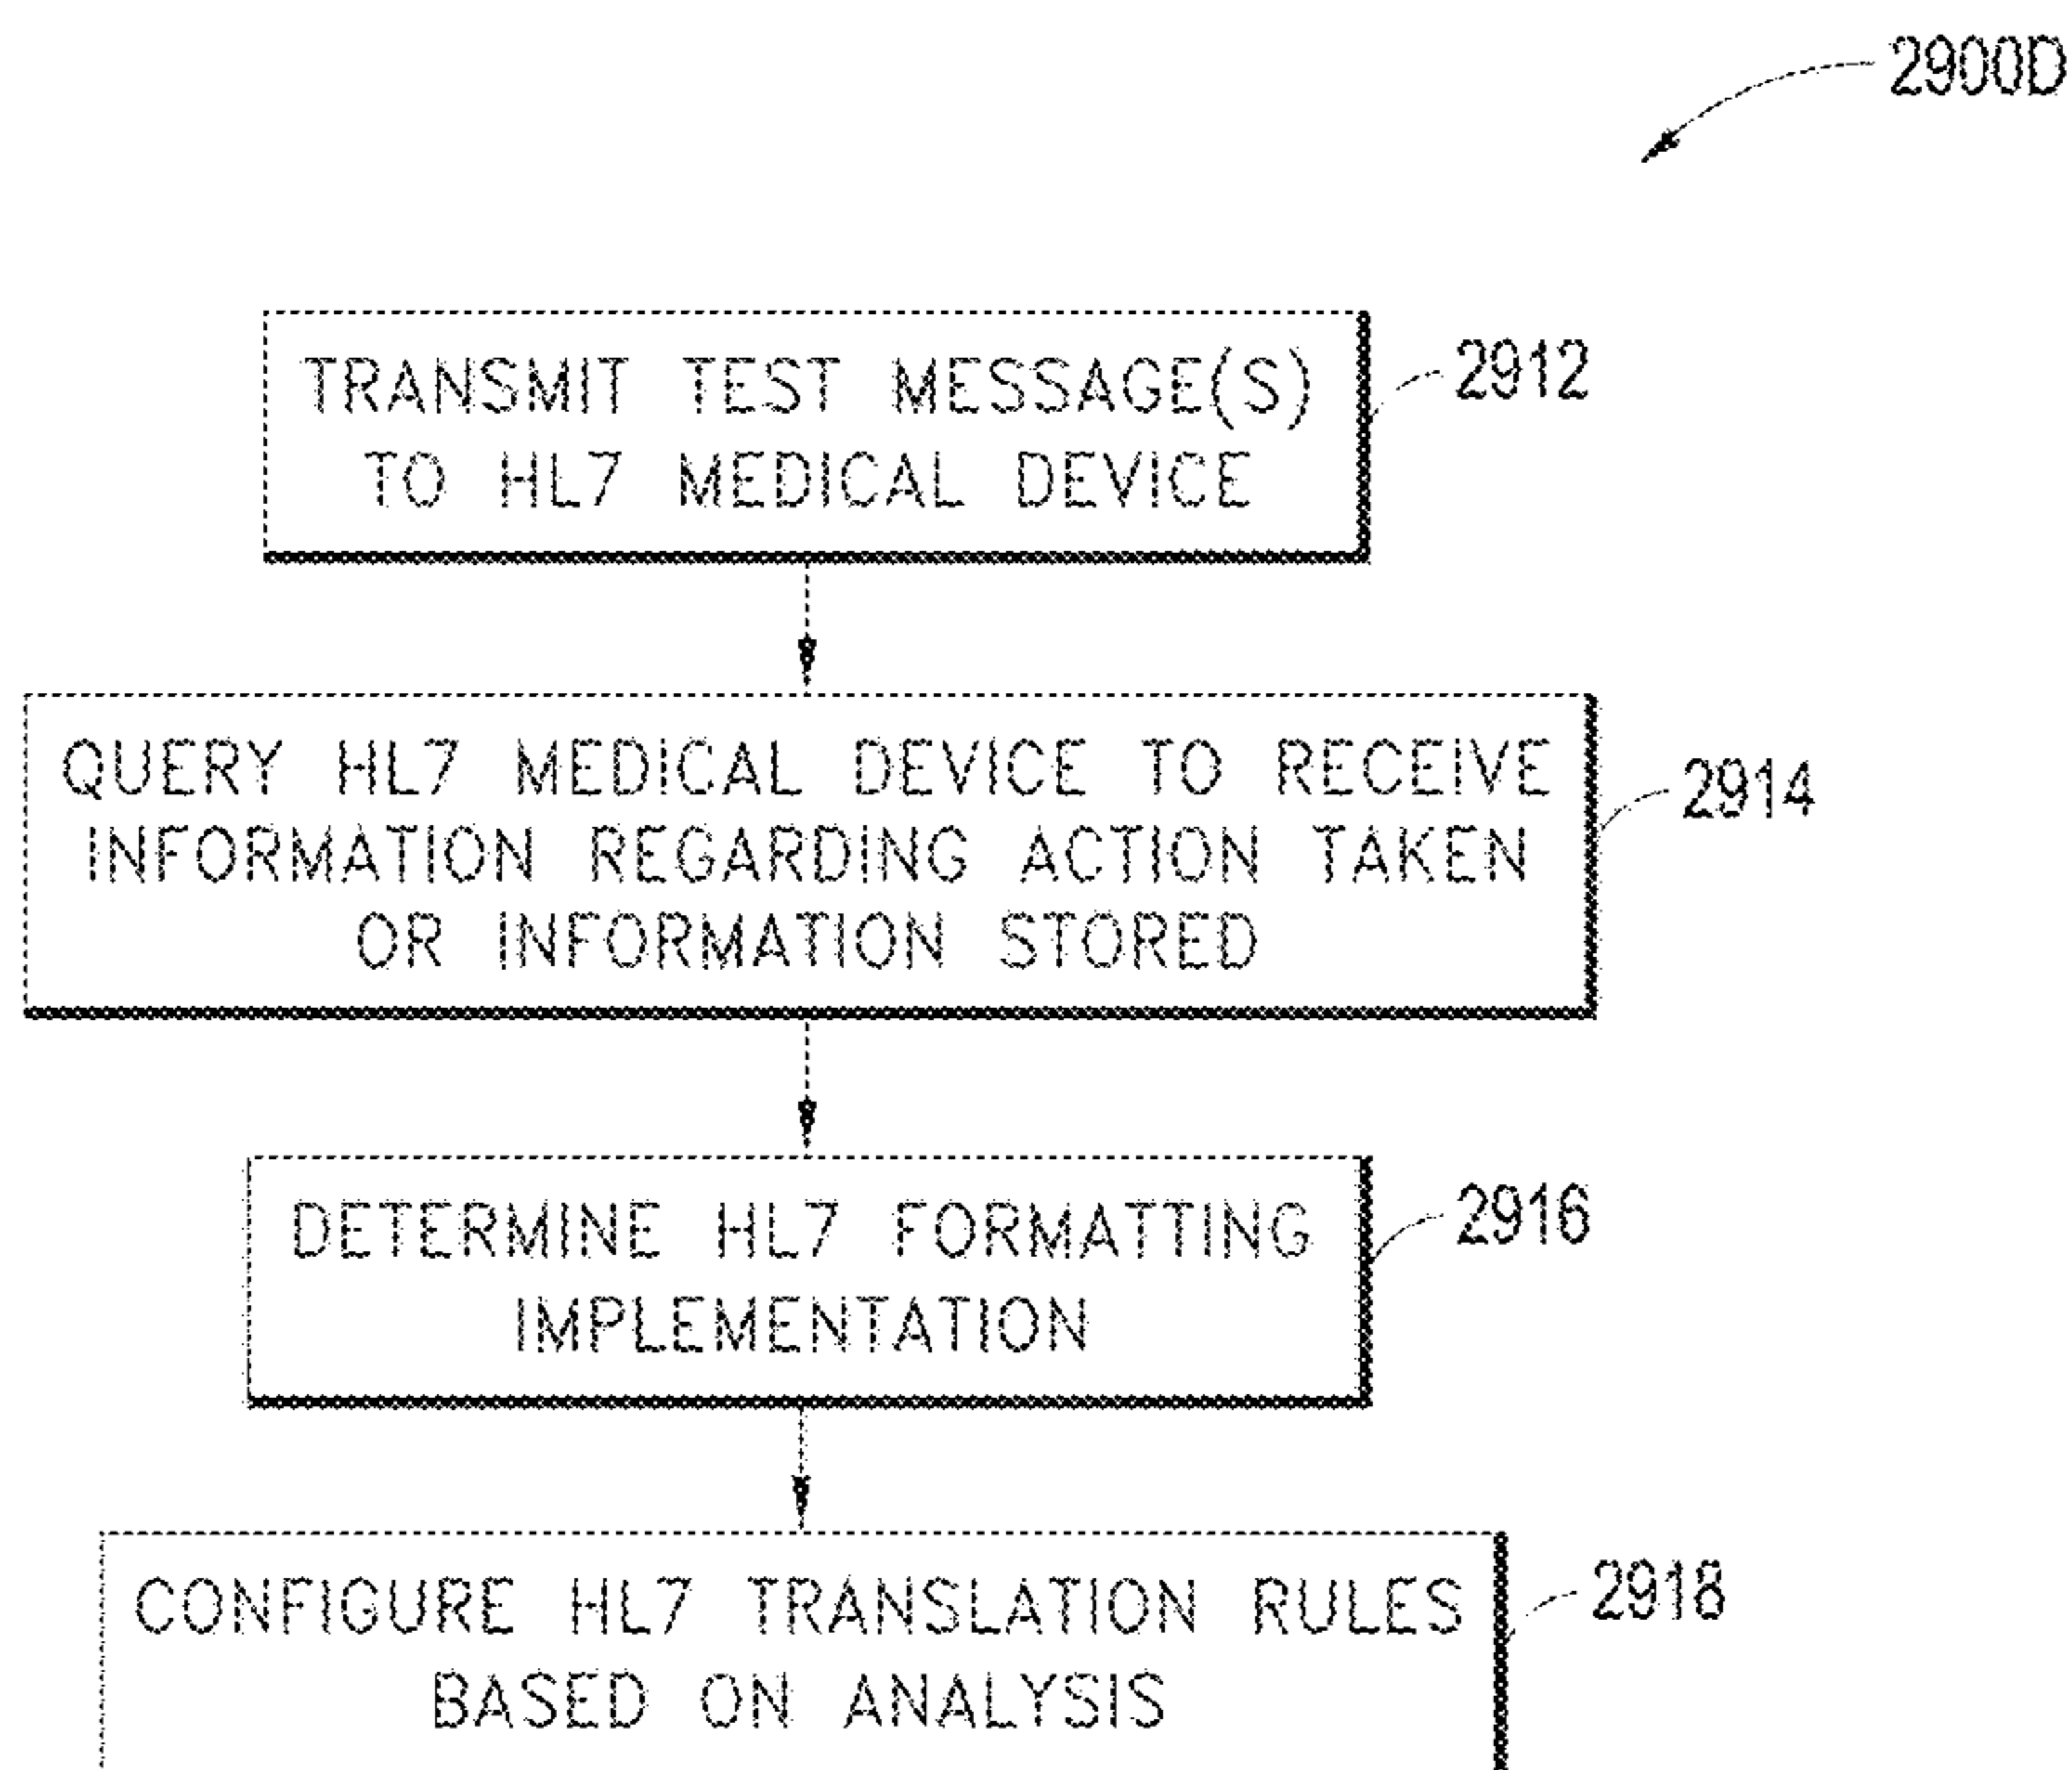 2900D
TRANSMIT TEST MESSAGE(S)
TO HL7 MEDICAL DEVICE
2912
QUERY HL7 MEDICAL DEVICE TO RECEIVE
INFORMATION REGARDING ACTION TAKEN
OR INFORMATION STORED
2914
DETERMINE HL7 FORMATTING
IMPLEMENTATION
2916
CONFIGURE HL7 TRANSLATION RULES
BASED ON ANALYSIS
2918